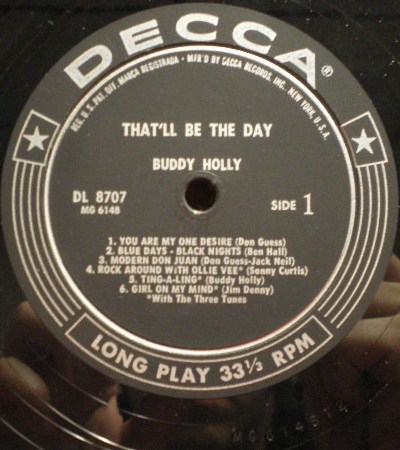 DECCA®
REG. U.S. PAT. OFF. MARCA REGISTRADA • MF'D BY DECCA RECORDS, INC. NEW YORK, U.S.A.
THAT'LL BE THE DAY
BUDDY HOLLY
DL 8707
MG 6148
SIDE 1
1. YOU ARE MY ONE DESIRE (Don Guess)
2. BLUE DAYS - BLACK NIGHTS (Ben Hall)
3. MODERN DON JUAN (Don Guess-Jack Neil)
4. ROCK AROUND WITH OLLIE VEE* (Sonny Curtis)
5. TING-A-LING* (Buddy Holly)
6. GIRL ON MY MIND* (Jim Denny)
*With The Three Tunes
LONG PLAY 33⅓ RPM